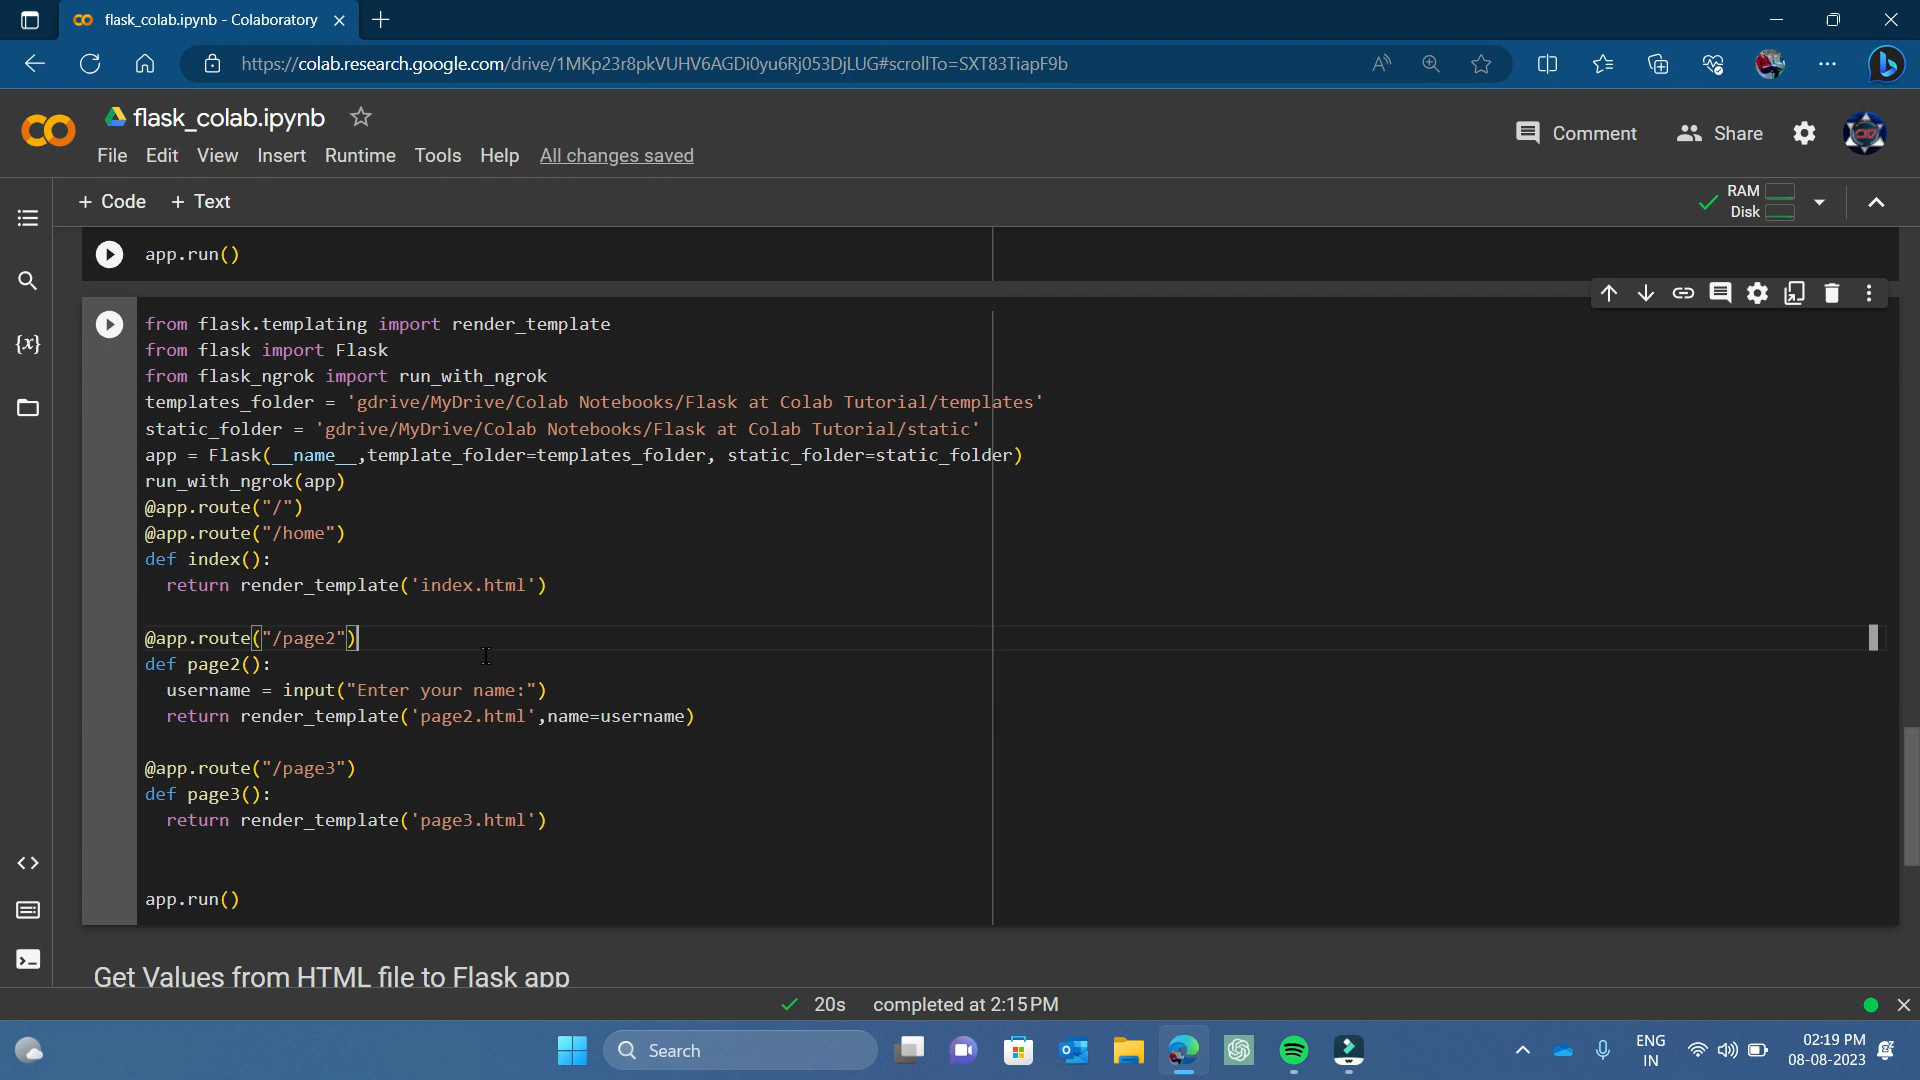 flask_colab.ipynb - Colaboratory
https://colab.research.google.com/drive/1MKp23r8pkVUHV6AGDi0yu6Rj053DjLUG#scrollTo=SXT83TiapF9b
flask_colab.ipynb
Comment Share
File Edit View Insert Runtime Tools Help All changes saved
+ Code + Text
RAM
Disk
app.run()
from flask.templating import render_template
from flask import Flask
from flask_ngrok import run_with_ngrok
templates_folder = 'gdrive/MyDrive/Colab Notebooks/Flask at Colab Tutorial/templates'
static_folder = 'gdrive/MyDrive/Colab Notebooks/Flask at Colab Tutorial/static'
app = Flask(__name__,template_folder=templates_folder, static_folder=static_folder)
run_with_ngrok(app)
@app.route("/")
@app.route("/home")
def index():
  return render_template('index.html')
@app.route("/page2")
def page2():
  username = input("Enter your name:")
  return render_template('page2.html',name=username)
@app.route("/page3")
def page3():
  return render_template('page3.html')
app.run()
Get Values from HTML file to Flask app
20s completed at 2:15 PM
Search
ENG
IN
02:19 PM
08-08-2023